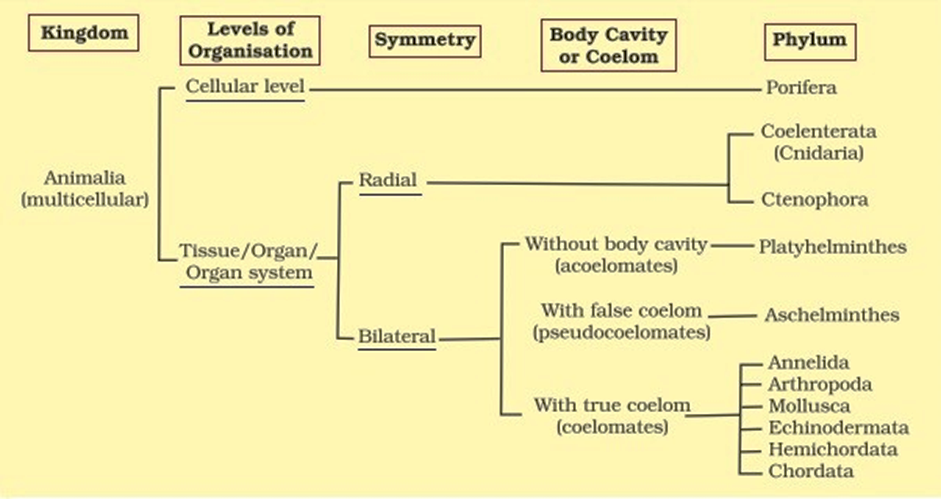 Kingdom
Levels of
Organisation
Symmetry
Body Cavity
or Coelom
Phylum
Cellular level
Porifera
Animalia
(multicellular)
Tissue/Organ/
Organ system
Radial
Coelenterata
(Cnidaria)
Ctenophora
Bilateral
Without body cavity
(acoelomates)
Platyhelminthes
With false coelom
(pseudocoelomates)
Aschelminthes
With true coelom
(coelomates)
Annelida
Arthropoda
Mollusca
Echinodermata
Hemichordata
Chordata